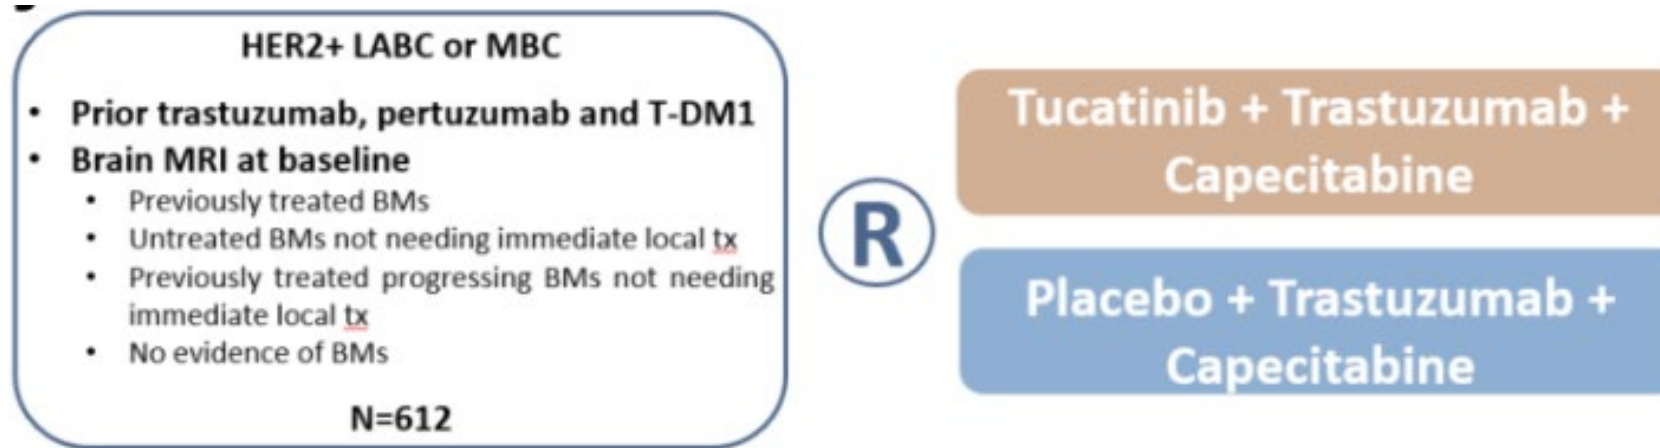 HER2+ LABC or MBC
• Prior trastuzumab, pertuzumab and T-DM1
• Brain MRI at baseline
• Previously treated BMs
• Untreated BMs not needing immediate local tx
• Previously treated progressing BMs not needing
immediate local tx
• No evidence of BMs
N=612
R
Tucatinib + Trastuzumab +
Capecitabine
Placebo + Trastuzumab +
Capecitabine